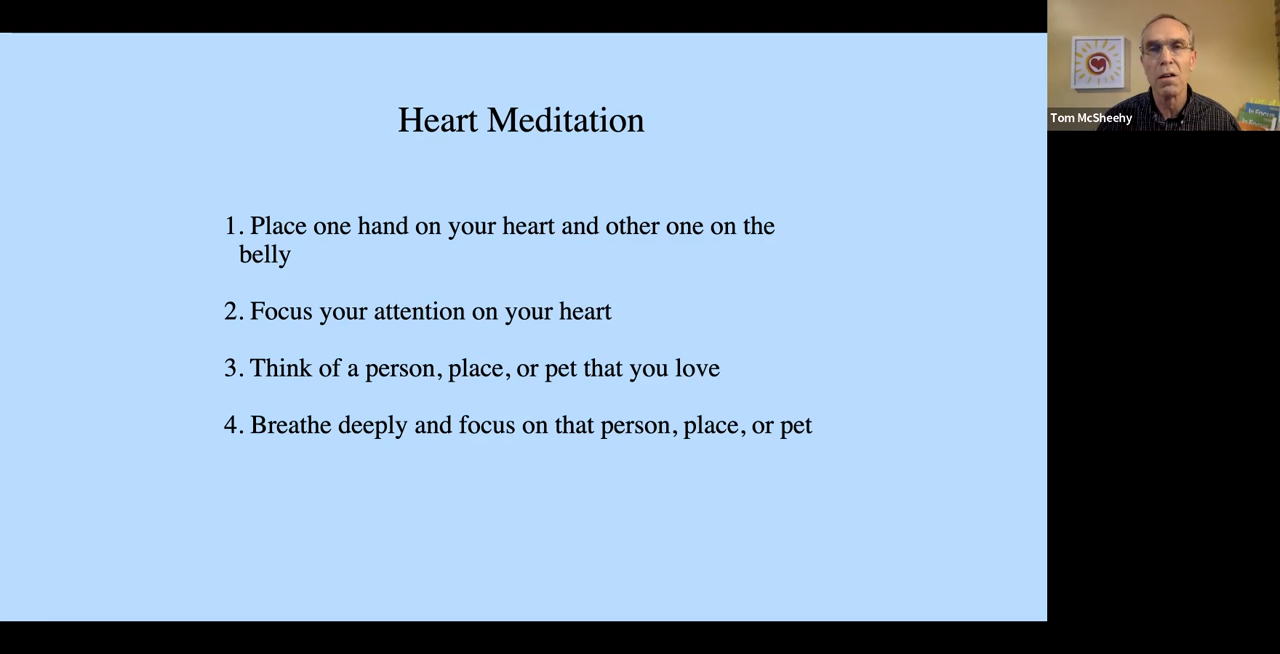 Heart Meditation
1. Place one hand on your heart and other one on the
belly
2. Focus your attention on your heart
3. Think of a person, place, or pet that you love
4. Breathe deeply and focus on that person, place, or pet
Tom McSheehy
In Focus